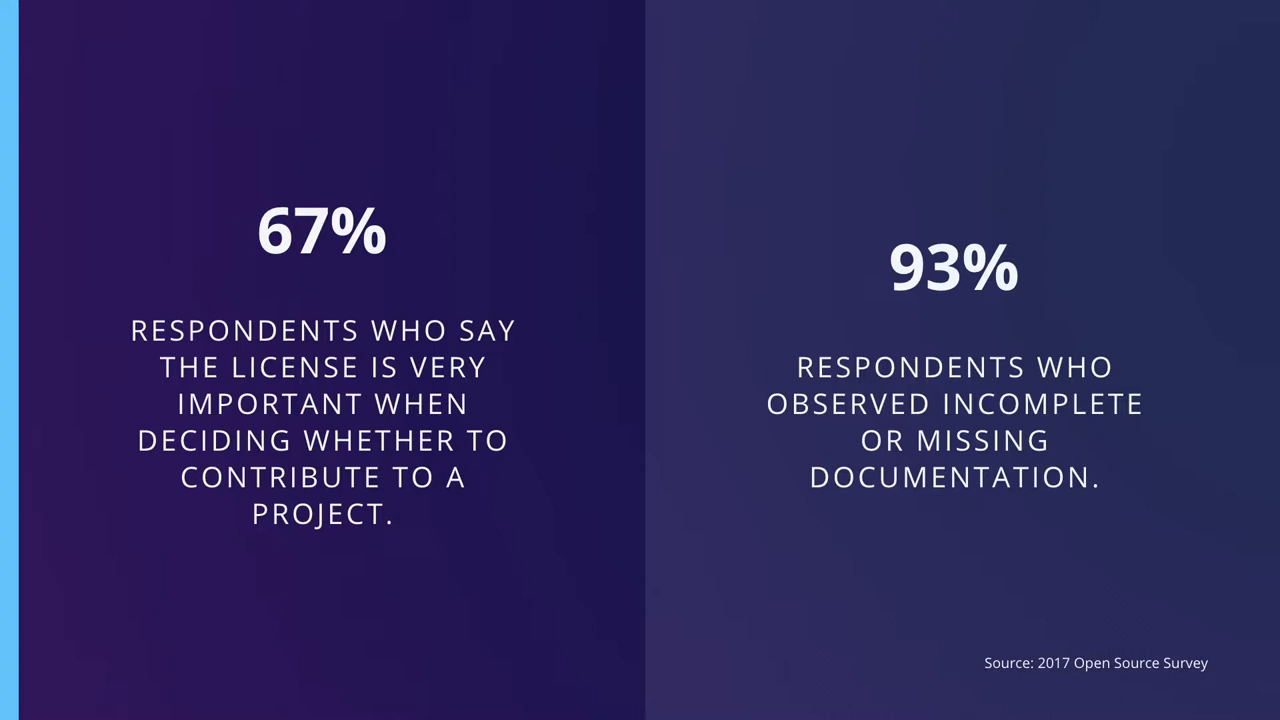 67%
RESPONDENTS WHO SAY
THE LICENSE IS VERY
IMPORTANT WHEN
DECIDING WHETHER TO
CONTRIBUTE TO A
PROJECT.
93%
RESPONDENTS WHO
OBSERVED INCOMPLETE
OR MISSING
DOCUMENTATION.
Source: 2017 Open Source Survey